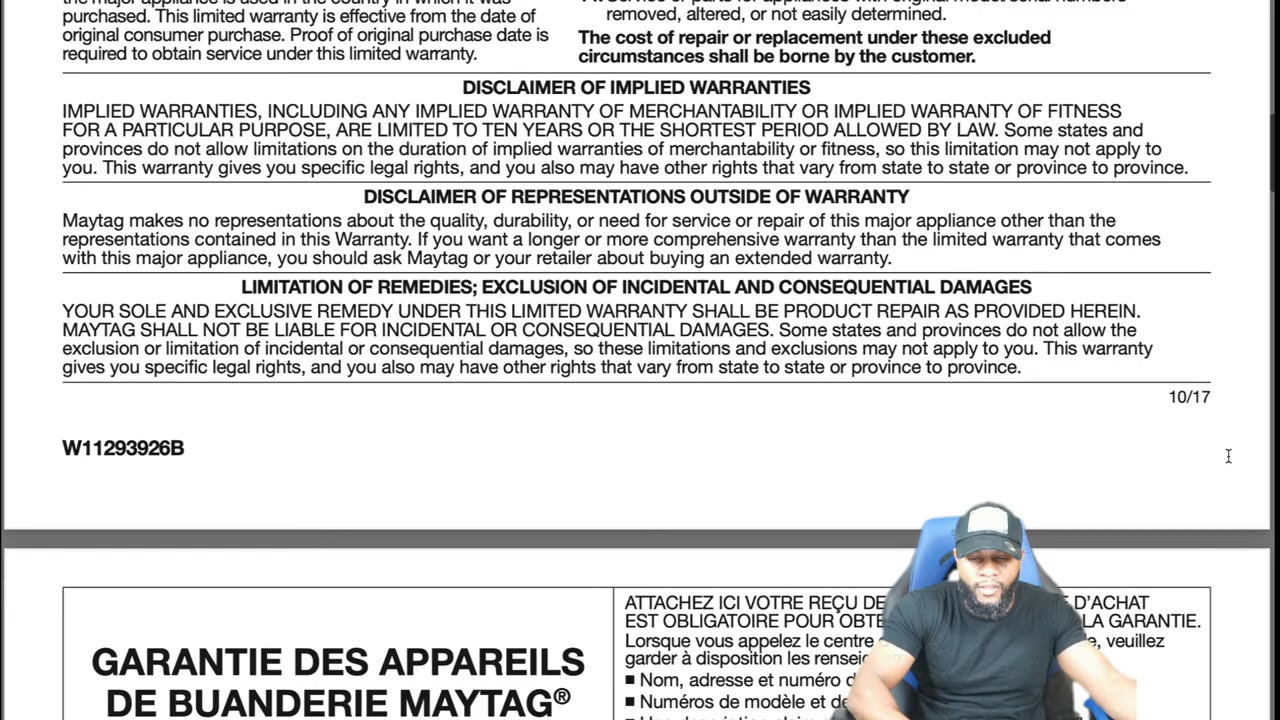 the major appliance is used in the country in which it was
purchased. This limited warranty is effective from the date of
original consumer purchase. Proof of original purchase date is
required to obtain service under this limited warranty.
Service or parts for appliances with original model/serial numbers
removed, altered, or not easily determined.
The cost of repair or replacement under these excluded
circumstances shall be borne by the customer.
DISCLAIMER OF IMPLIED WARRANTIES
IMPLIED WARRANTIES, INCLUDING ANY IMPLIED WARRANTY OF MERCHANTABILITY OR IMPLIED WARRANTY OF FITNESS
FOR A PARTICULAR PURPOSE, ARE LIMITED TO TEN YEARS OR THE SHORTEST PERIOD ALLOWED BY LAW. Some states and
provinces do not allow limitations on the duration of implied warranties of merchantability or fitness, so this limitation may not apply to
you. This warranty gives you specific legal rights, and you also may have other rights that vary from state to state or province to province.
DISCLAIMER OF REPRESENTATIONS OUTSIDE OF WARRANTY
Maytag makes no representations about the quality, durability, or need for service or repair of this major appliance other than the
representations contained in this Warranty. If you want a longer or more comprehensive warranty than the limited warranty that comes
with this major appliance, you should ask Maytag or your retailer about buying an extended warranty.
LIMITATION OF REMEDIES; EXCLUSION OF INCIDENTAL AND CONSEQUENTIAL DAMAGES
YOUR SOLE AND EXCLUSIVE REMEDY UNDER THIS LIMITED WARRANTY SHALL BE PRODUCT REPAIR AS PROVIDED HEREIN.
MAYTAG SHALL NOT BE LIABLE FOR INCIDENTAL OR CONSEQUENTIAL DAMAGES. Some states and provinces do not allow the
exclusion or limitation of incidental or consequential damages, so these limitations and exclusions may not apply to you. This warranty
gives you specific legal rights, and you also may have other rights that vary from state to state or province to province.
10/17
W11293926B
GARANTIE DES APPAREILS
DE BUANDERIE MAYTAG®
ATTACHEZ ICI VOTRE REÇU DE D'ACHAT
EST OBLIGATOIRE POUR OBTE LA GARANTIE.
Lorsque vous appelez le centre veuillez
garder à disposition les
■ Nom, adresse et numéro d
■ Numéros de modèle et de